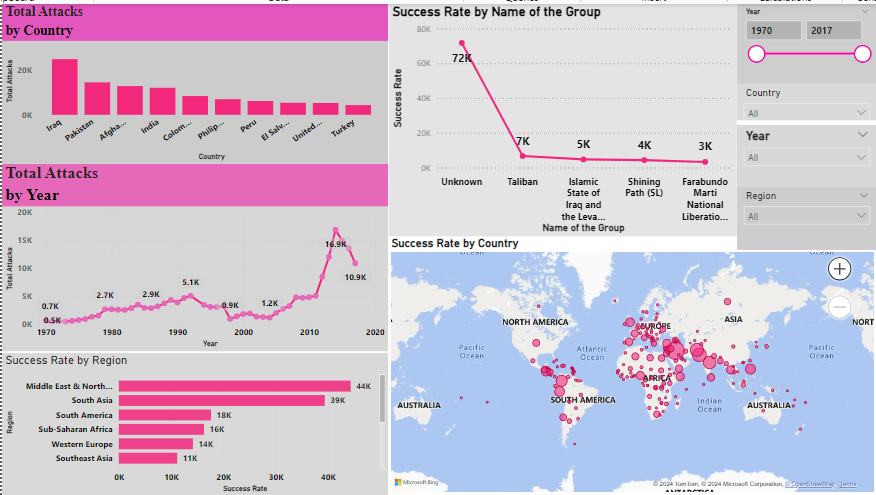 Total Attacks
by Country
Total Attacks
20K
0K
Iraq
Pakistan
Afgha...
India
Colom...
Philip...
Peru
El Salv...
United...
Turkey
Country
Total Attacks
by Year
Total Attacks
20K
15K
10K
5K
0K
0.7K
0.5K
2.7K
2.9K
5.1K
0.9K
1.2K
16.9K
10.9K
1970
1980
1990
2000
2010
2020
Year
Success Rate by Region
Region
Middle East & North...
44K
South Asia
39K
South America
18K
Sub-Saharan Africa
16K
Western Europe
14K
Southeast Asia
11K
0K
10K
20K
30K
40K
Success Rate
Success Rate by Name of the Group
Success Rate
80K
60K
40K
20K
0K
72K
7K
5K
4K
3K
Unknown
Taliban
Islamic
State of
Iraq and
the Leva...
Shining
Path (SL)
Farabundo
Marti
National
Liberatio...
Name of the Group
Year
1970
2017
Country
All
Year
All
Region
All
Success Rate by Country
NORTH AMERICA
EUROPE
ASIA
NORT
Pacific
Ocean
Atlantic
Ocean
Pacific
Ocean
AFRICA
SOUTH AMERICA
Indian
Ocean
AUSTRALIA
AUSTRALIA
Microsoft Bing
© 2024 TomTom, © 2024 Microsoft Corporation, © OpenStreetMap Terms